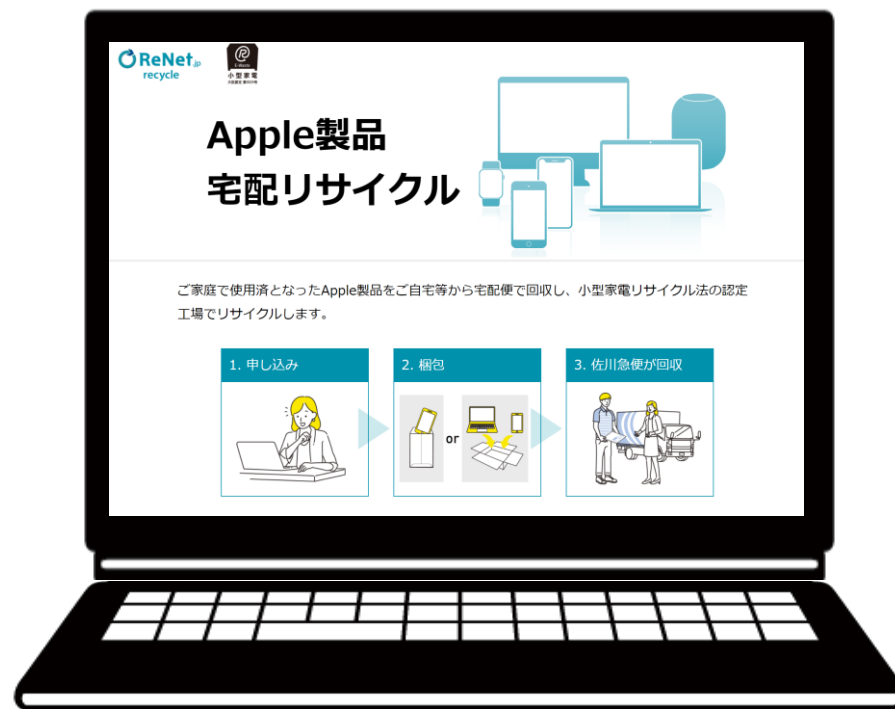 ReNet.jp
recycle
E-Waste
小型家電
Apple製品
宅配リサイクル
ご家庭で使用済となったApple製品をご自宅等から宅配便で回収し、小型家電リサイクル法の認定
工場でリサイクルします。
1. 申し込み
2. 梱包
3. 佐川急便が回収
or